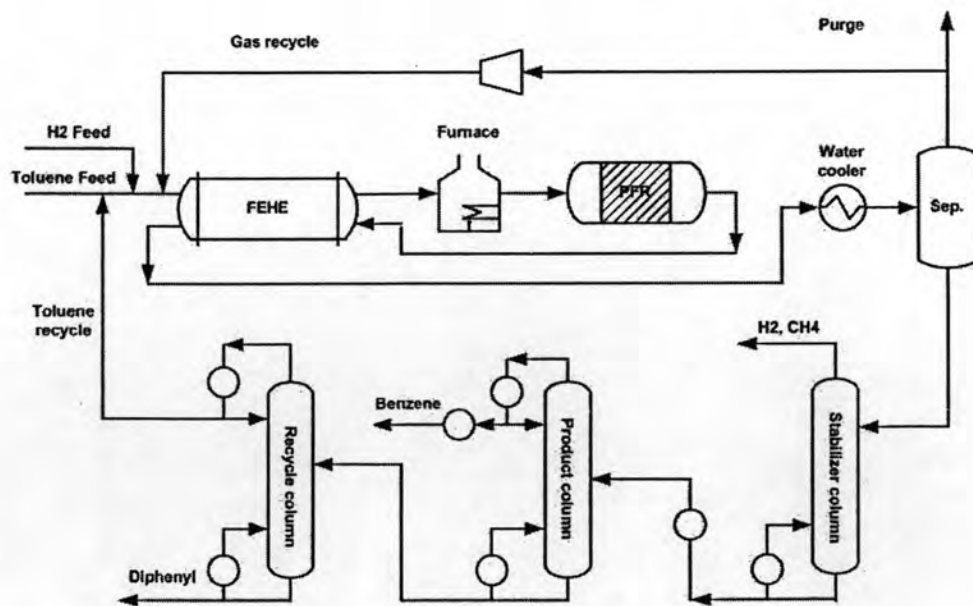 Gas recycle
Purge
H2 Feed
Furnace
Water
cooler
Toluene Feed
FEHE
PFR
Sep.
Toluene
recycle
H2, CH4
Benzene
Recycle column
Product column
Stabilizer column
Diphenyl